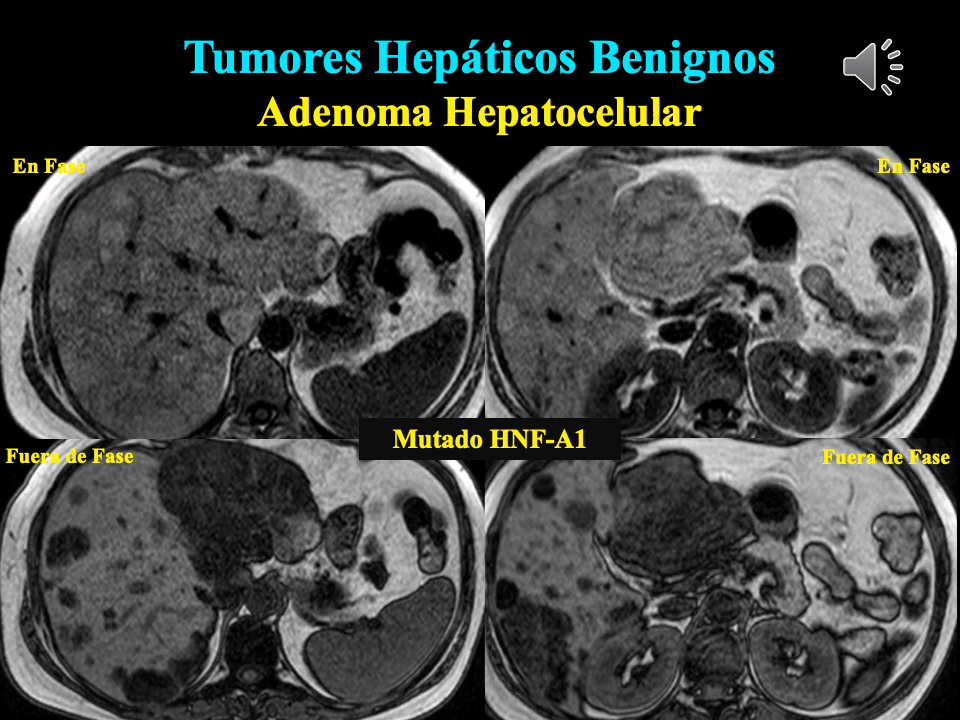 Tumores Hepáticos Benignos
Adenoma Hepatocelular
En Fase
En Fase
Mutado HNF-A1
Fuera de Fase
Fuera de Fase